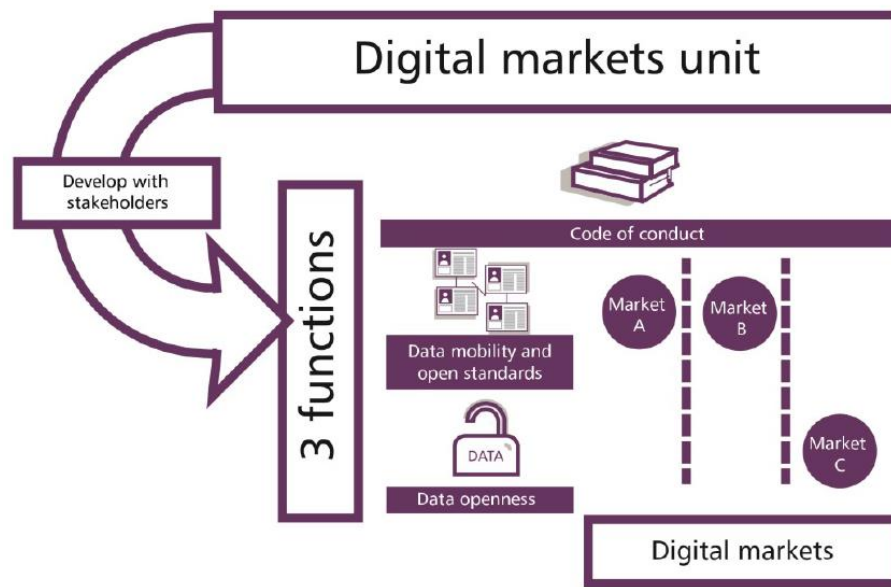 Digital markets unit
Develop with
stakeholders
3 functions
Code of conduct
Data mobility and
open standards
DATA
Data openness
Market
A
Market
B
Market
C
Digital markets